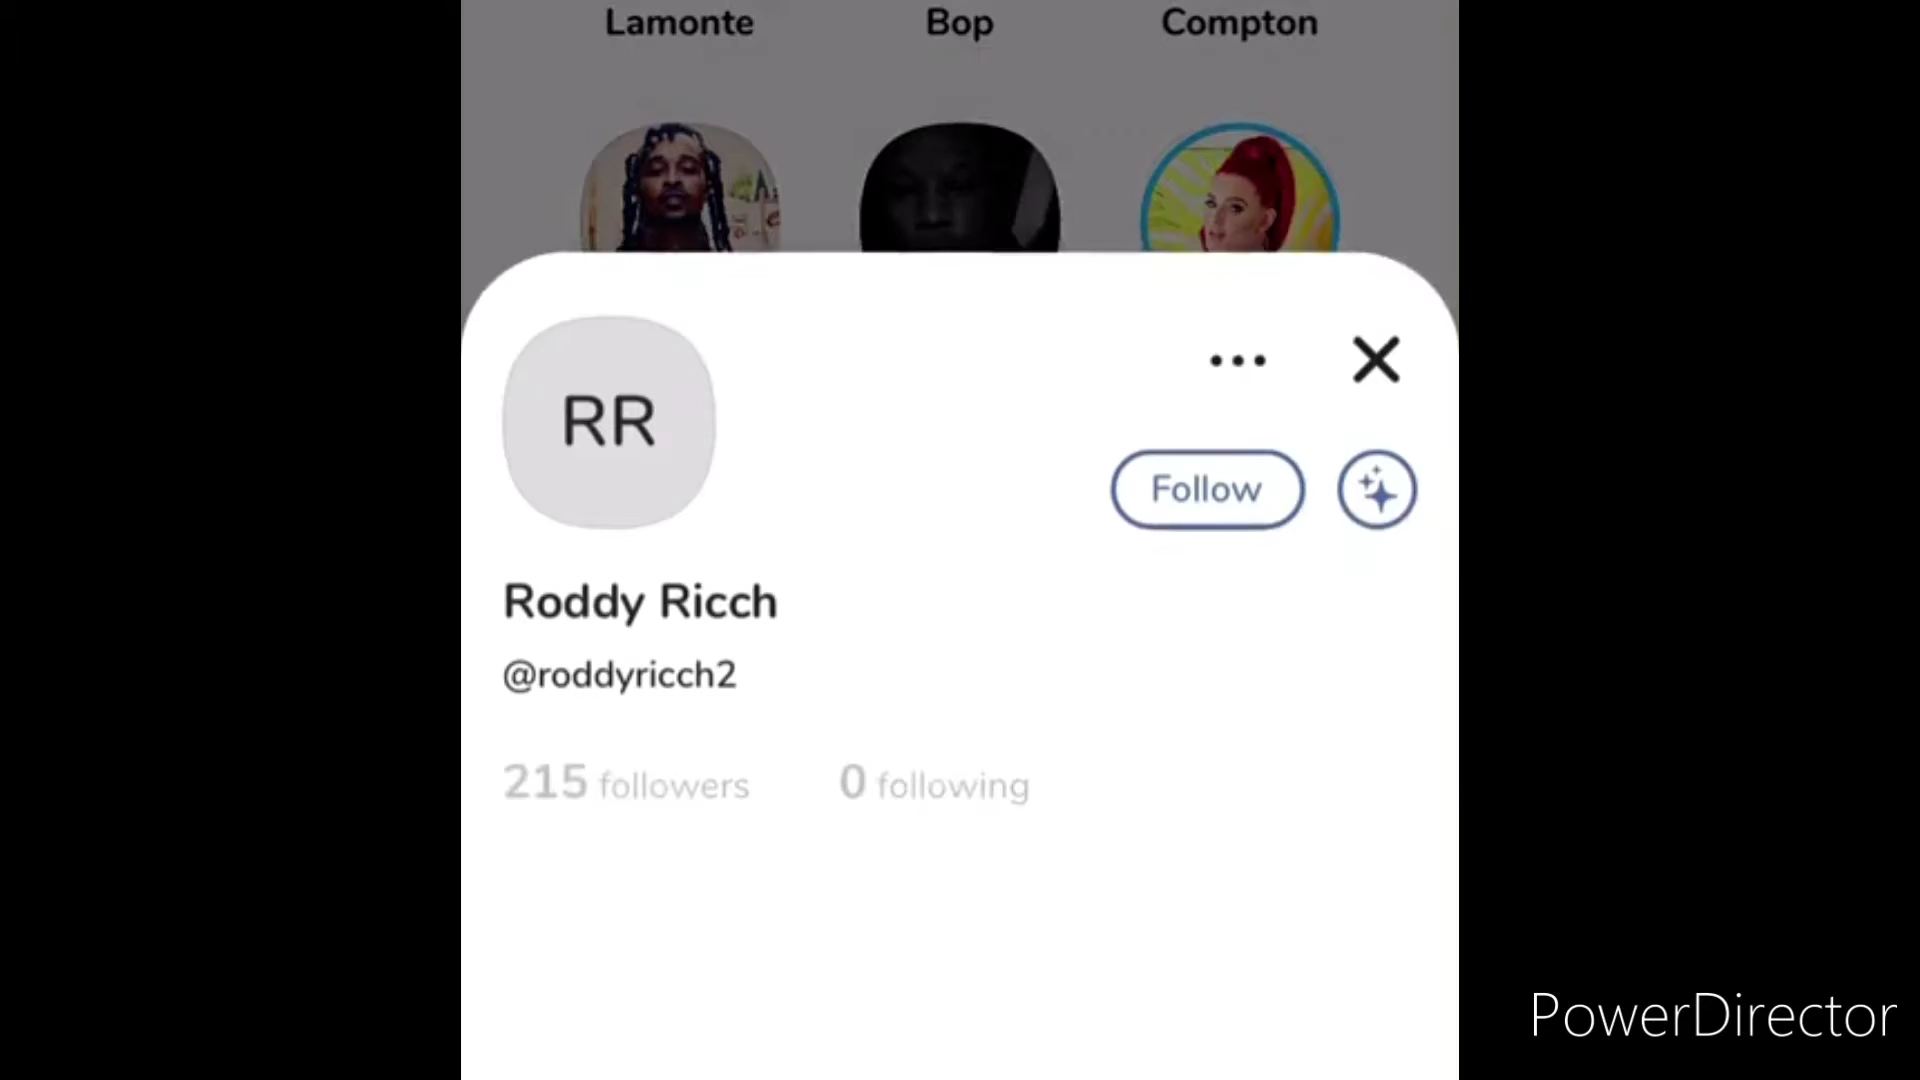 Lamonte
Bop
Compton
RR
Follow
Roddy Ricch
@roddyricch2
215 followers
0 following
PowerDirector